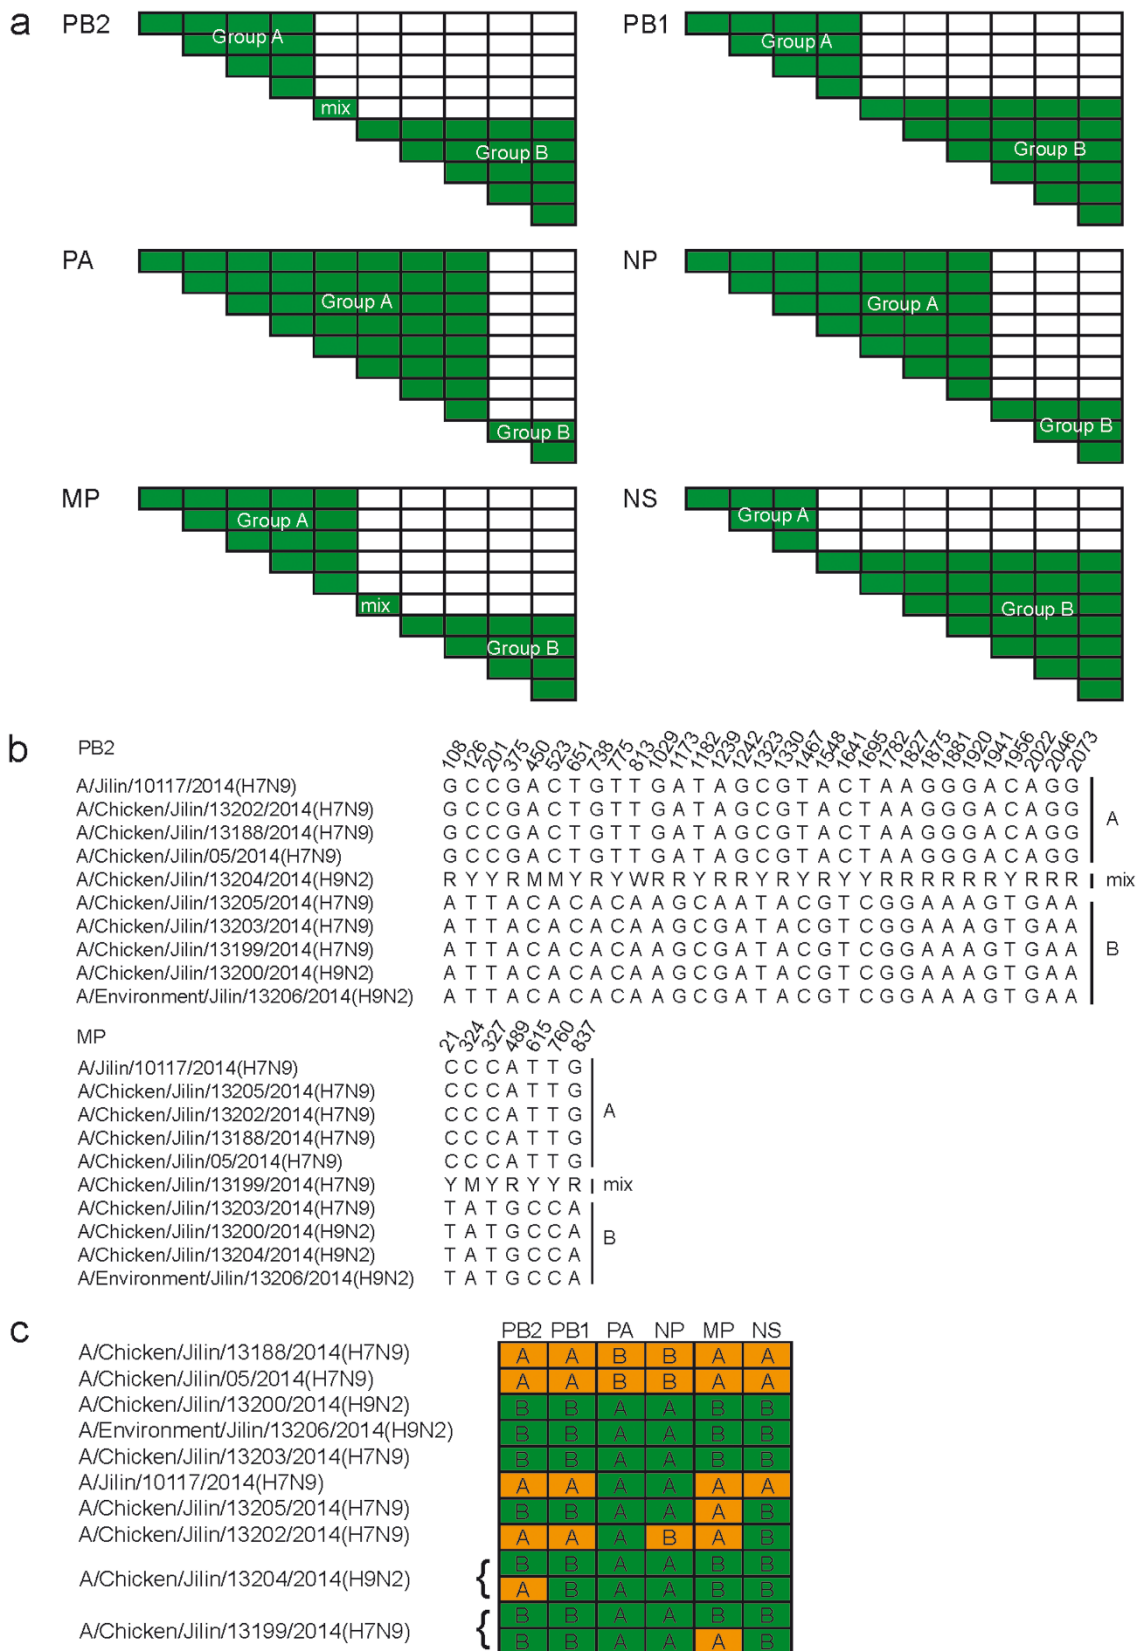 a
PB2 PB1
Group A Group A
mix
Group B Group B
PA NP
Group A Group A
Group B Group B
MP NS
Group A Group A
mix
Group B Group B
b
PB2 108 126 201 375 450 523 651 738 775 813 1029 1173 1182 1239 1242 1323 1330 1467 1548 1641 1695 1782 1827 1875 1881 1920 1941 1956 2022 2046 2073
A/Jilin/10117/2014(H7N9) G C C G A C T G T T G A T A G C G T A C T A A G G G A C A G G
A/Chicken/Jilin/13202/2014(H7N9) G C C G A C T G T T G A T A G C G T A C T A A G G G A C A G G
A
A/Chicken/Jilin/13188/2014(H7N9) G C C G A C T G T T G A T A G C G T A C T A A G G G A C A G G
A/Chicken/Jilin/05/2014(H7N9) G C C G A C T G T T G A T A G C G T A C T A A G G G A C A G G
A/Chicken/Jilin/13204/2014(H9N2) R Y Y R M M Y R Y W R R Y R R Y R Y R Y Y R R R R R R Y R R R mix
A/Chicken/Jilin/13205/2014(H7N9) A T T A C A C A C A A G C A A T A C G T C G G A A A G T G A A
A/Chicken/Jilin/13203/2014(H7N9) A T T A C A C A C A A G C G A T A C G T C G G A A A G T G A A
A/Chicken/Jilin/13199/2014(H7N9) A T T A C A C A C A A G C G A T A C G T C G G A A A G T G A A B
A/Chicken/Jilin/13200/2014(H9N2) A T T A C A C A C A A G C G A T A C G T C G G A A A G T G A A
A/Environment/Jilin/13206/2014(H9N2) A T T A C A C A C A A G C G A T A C G T C G G A A A G T G A A
MP 21 324 327 489 615 760 837
A/Jilin/10117/2014(H7N9) C C C A T T G
A/Chicken/Jilin/13205/2014(H7N9) C C C A T T G
A/Chicken/Jilin/13202/2014(H7N9) C C C A T T G A
A/Chicken/Jilin/13188/2014(H7N9) C C C A T T G
A/Chicken/Jilin/05/2014(H7N9) C C C A T T G
A/Chicken/Jilin/13199/2014(H7N9) Y M Y R Y Y R mix
A/Chicken/Jilin/13203/2014(H7N9) T A T G C C A
A/Chicken/Jilin/13200/2014(H9N2) T A T G C C A
B
A/Chicken/Jilin/13204/2014(H9N2) T A T G C C A
A/Environment/Jilin/13206/2014(H9N2) T A T G C C A
c
PB2 PB1 PA NP MP NS
A/Chicken/Jilin/13188/2014(H7N9) A A B B A A
A/Chicken/Jilin/05/2014(H7N9) A A B B A A
A/Chicken/Jilin/13200/2014(H9N2) B B A A B B
A/Environment/Jilin/13206/2014(H9N2) B B A A B B
A/Chicken/Jilin/13203/2014(H7N9) B B A A B B
A/Jilin/10117/2014(H7N9) A A A A A A
A/Chicken/Jilin/13205/2014(H7N9) B B A A A B
A/Chicken/Jilin/13202/2014(H7N9) A A A B A B
A/Chicken/Jilin/13204/2014(H9N2) { B B A A B B
A B A A B B
A/Chicken/Jilin/13199/2014(H7N9) { B B A A B B
B B A A A B